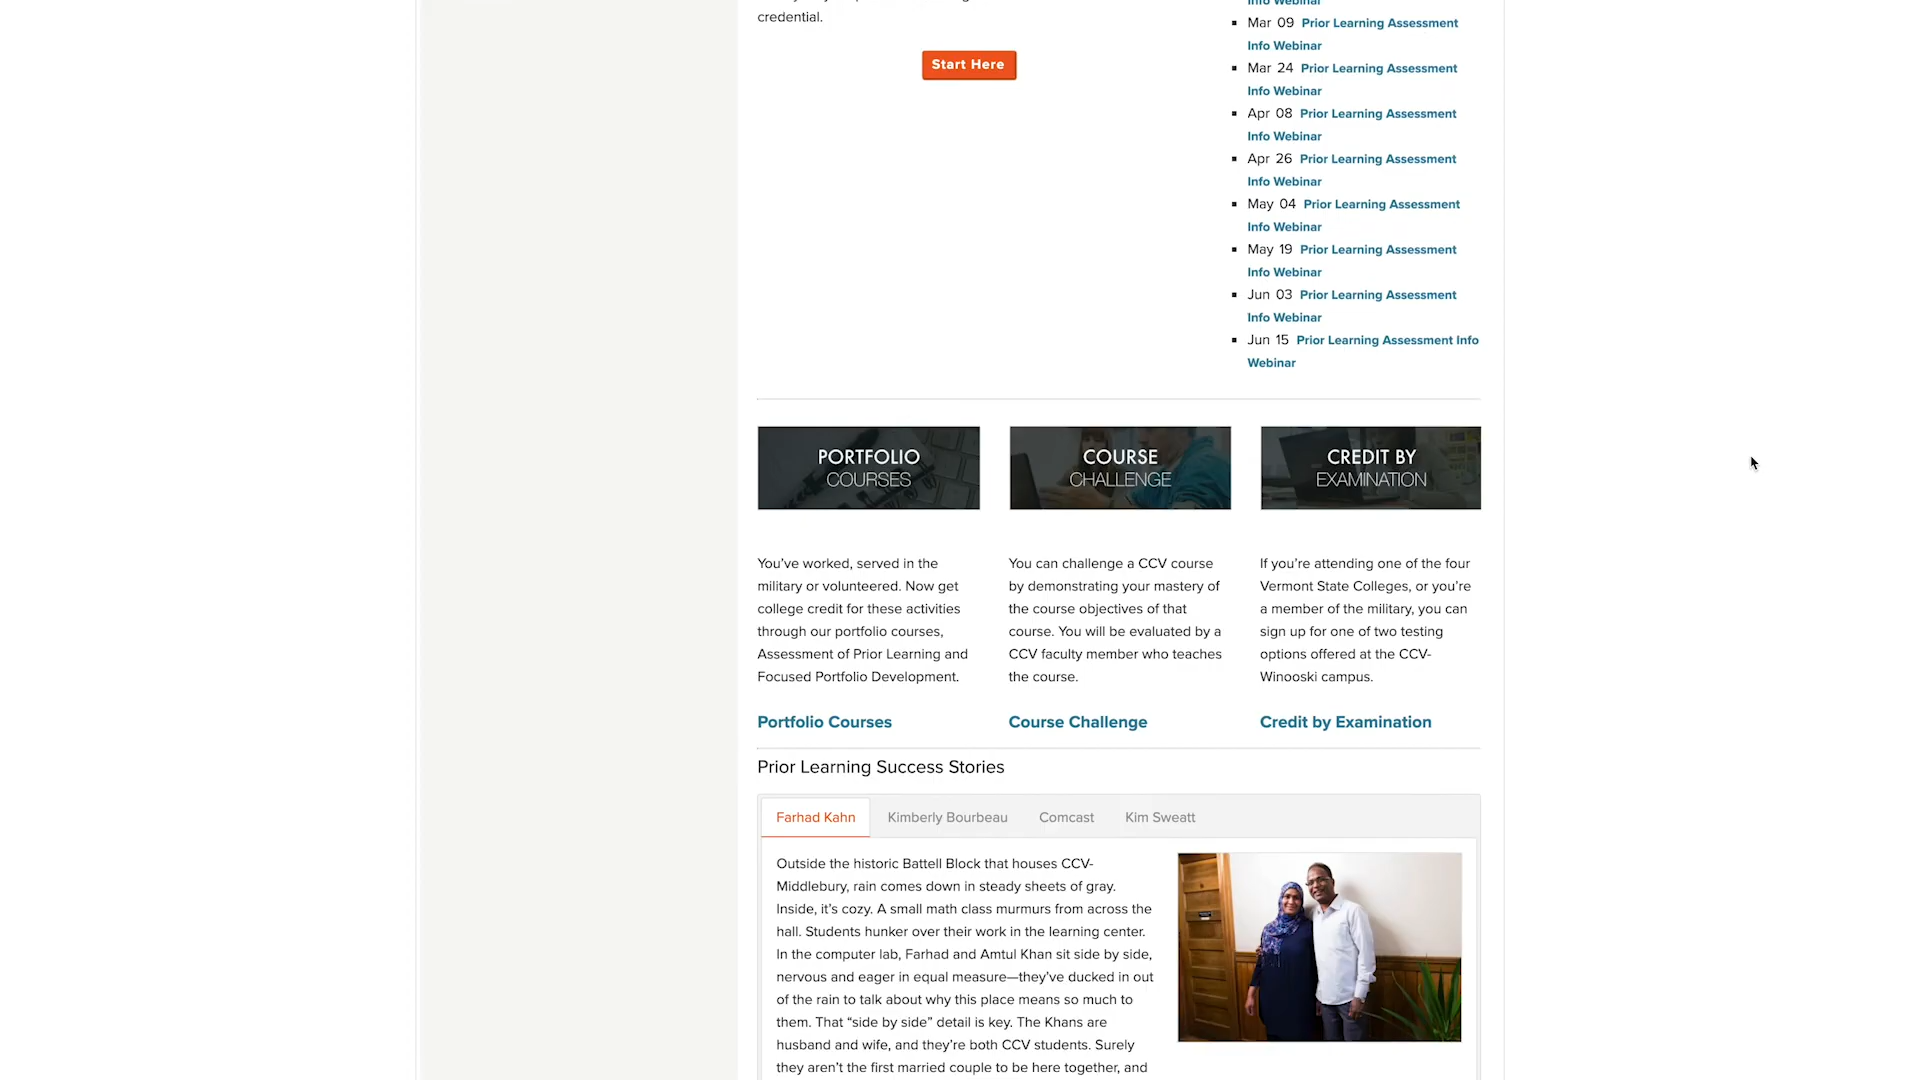 credential.
Start Here
Info Webinar
Mar 09 Prior Learning Assessment
Info Webinar
Mar 24 Prior Learning Assessment
Info Webinar
Apr 08 Prior Learning Assessment
Info Webinar
Apr 26 Prior Learning Assessment
Info Webinar
May 04 Prior Learning Assessment
Info Webinar
May 19 Prior Learning Assessment
Info Webinar
Jun 03 Prior Learning Assessment
Info Webinar
Jun 15 Prior Learning Assessment Info
Webinar
PORTFOLIO
COURSES
You've worked, served in the
military or volunteered. Now get
college credit for these activities
through our portfolio courses,
Assessment of Prior Learning and
Focused Portfolio Development.
Portfolio Courses
COURSE
CHALLENGE
You can challenge a CCV course
by demonstrating your mastery of
the course objectives of that
course. You will be evaluated by a
CCV faculty member who teaches
the course.
Course Challenge
CREDIT BY
EXAMINATION
If you're attending one of the four
Vermont State Colleges, or you're
a member of the military, you can
sign up for one of two testing
options offered at the CCV-
Winooski campus.
Credit by Examination
Prior Learning Success Stories
Farhad Kahn Kimberly Bourbeau Comcast Kim Sweatt
Outside the historic Battell Block that houses CCV-
Middlebury, rain comes down in steady sheets of gray.
Inside, it's cozy. A small math class murmurs from across the
hall. Students hunker over their work in the learning center.
In the computer lab, Farhad and Amtul Khan sit side by side,
nervous and eager in equal measure—they've ducked in out
of the rain to talk about why this place means so much to
them. That “side by side” detail is key. The Khans are
husband and wife, and they're both CCV students. Surely
they aren't the first married couple to be here together, and